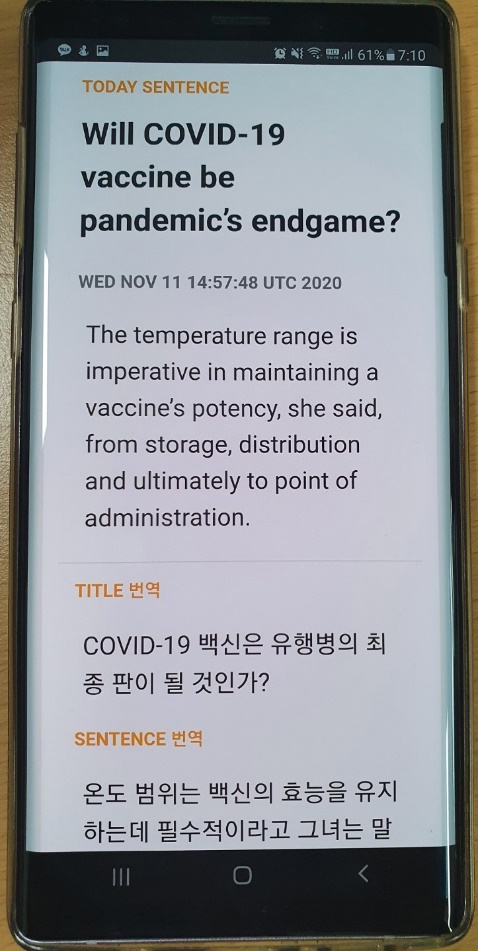 61% 7:10
TODAY SENTENCE
Will COVID-19
vaccine be
pandemic's endgame?
WED NOV 11 14:57:48 UTC 2020
The temperature range is
imperative in maintaining a
vaccine's potency, she said,
from storage, distribution
and ultimately to point of
administration.
TITLE 번역
COVID-19 백신은 유행병의 최
종 판이 될 것인가?
SENTENCE 번역
온도 범위는 백신의 효능을 유지
하는데 필수적이라고 그녀는 말